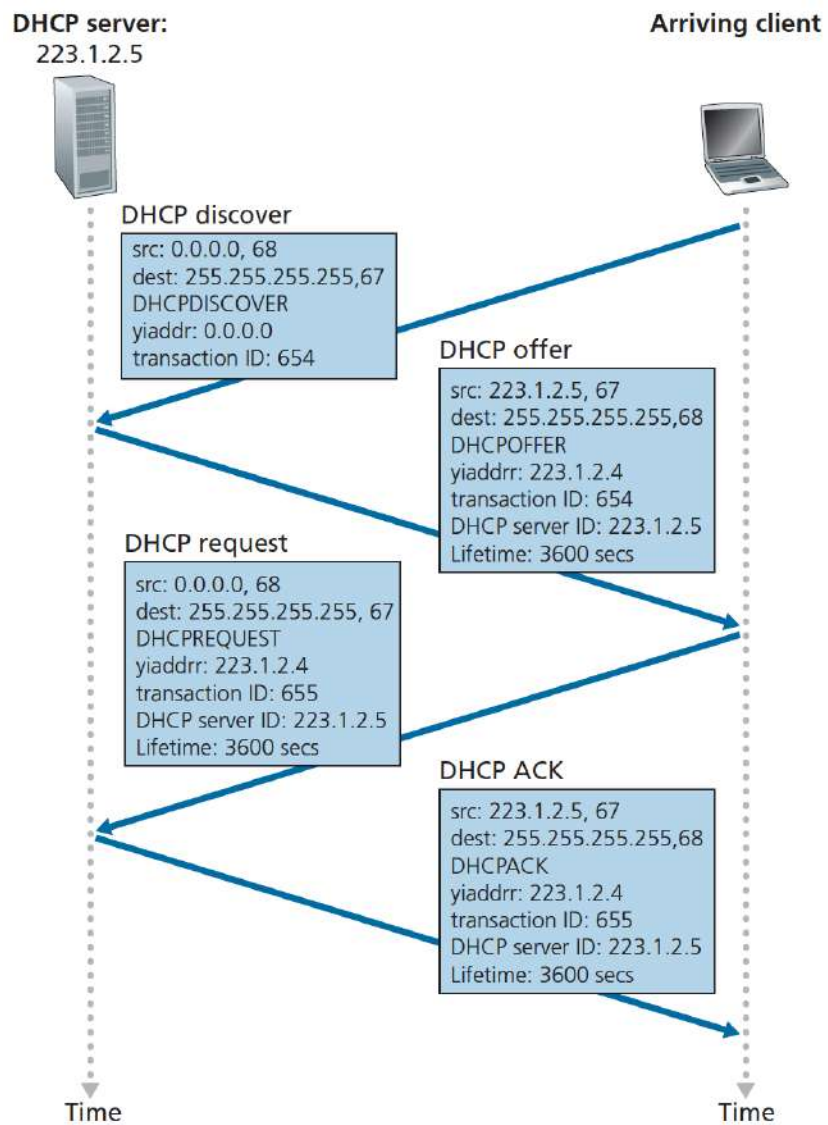 DHCP server:
223.1.2.5
Arriving client
DHCP discover
src: 0.0.0.0, 68
dest: 255.255.255.255,67
DHCPDISCOVER
yiaddr: 0.0.0.0
transaction ID: 654
DHCP offer
src: 223.1.2.5, 67
dest: 255.255.255.255,68
DHCPOFFER
yiaddrr: 223.1.2.4
transaction ID: 654
DHCP server ID: 223.1.2.5
Lifetime: 3600 secs
DHCP request
src: 0.0.0.0, 68
dest: 255.255.255.255, 67
DHCPREQUEST
yiaddrr: 223.1.2.4
transaction ID: 655
DHCP server ID: 223.1.2.5
Lifetime: 3600 secs
DHCP ACK
src: 223.1.2.5, 67
dest: 255.255.255.255,68
DHCPACK
yiaddrr: 223.1.2.4
transaction ID: 655
DHCP server ID: 223.1.2.5
Lifetime: 3600 secs
Time
Time